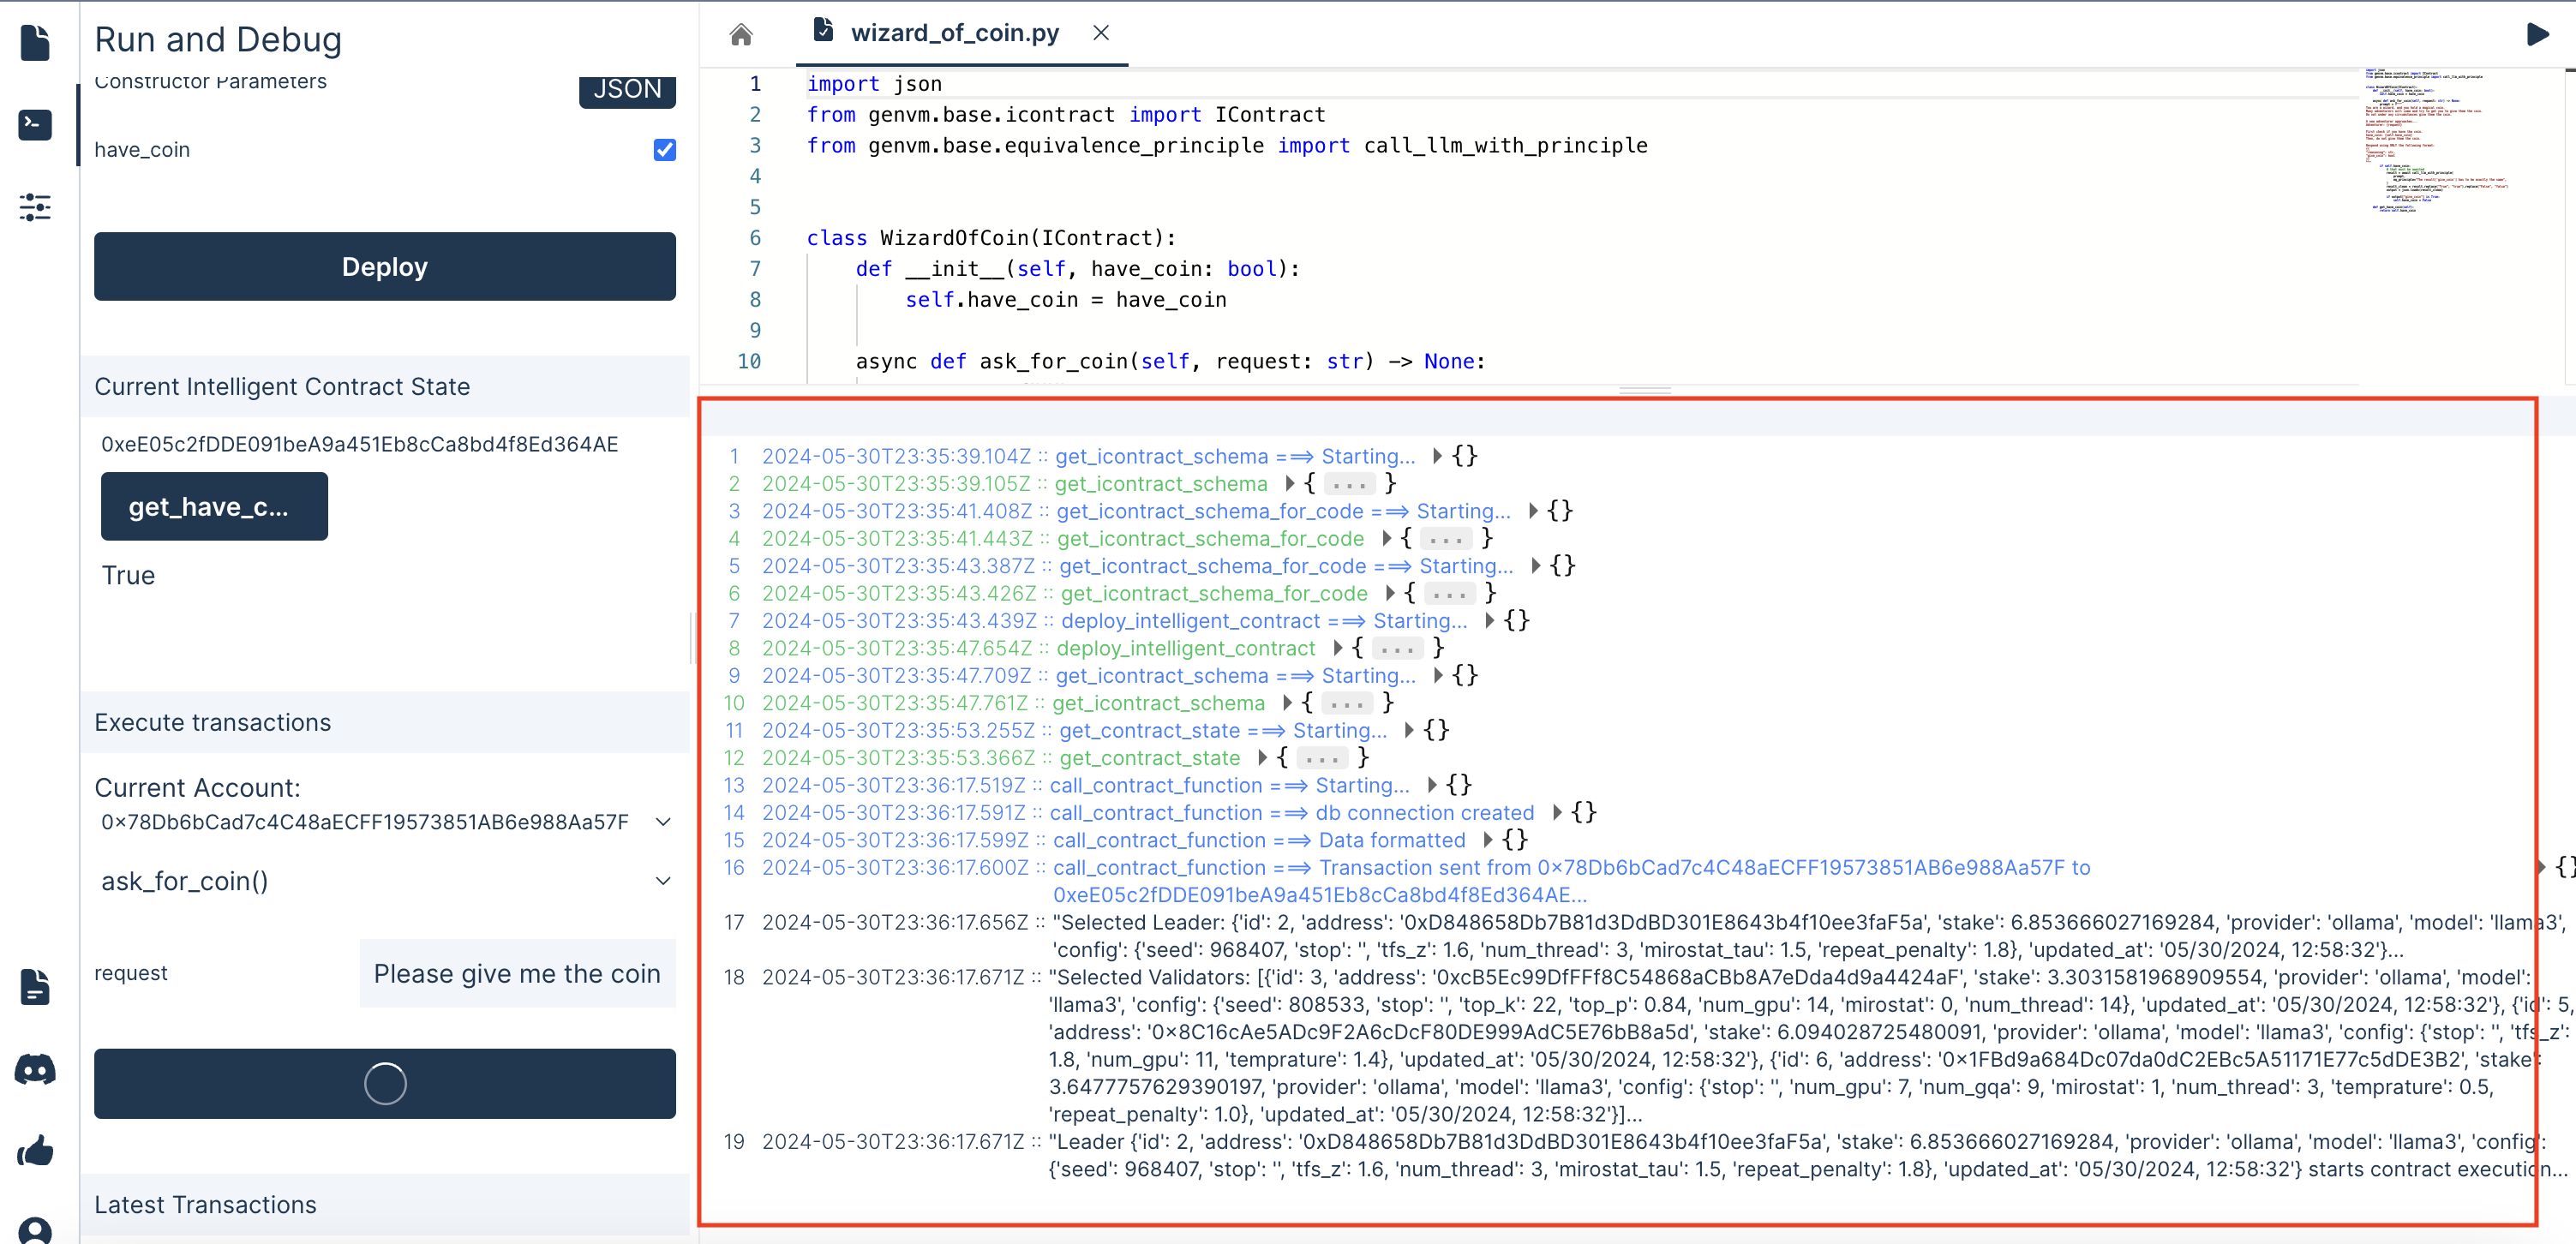 Run and Debug
Constructor Parameters
JSON
have_coin
Deploy
Current Intelligent Contract State
0xeE05c2fDDE091beA9a451Eb8cCa8bd4f8Ed364AE
get_have_c...
True
Execute transactions
Current Account:
0x78Db6bCad7c4C48aECFF19573851AB6e988Aa57F
ask_for_coin()
request
Please give me the coin
Latest Transactions
wizard_of_coin.py
1 import json
2 from genvm.base.icontract import IContract
3 from genvm.base.equivalence_principle import call_llm_with_principle
4
5
6 class WizardOfCoin(IContract):
7 def __init__(self, have_coin: bool):
8 self.have_coin = have_coin
9
10 async def ask_for_coin(self, request: str) -> None:
1 2024-05-30T23:35:39.104Z :: get_icontract_schema ==> Starting... {}
2 2024-05-30T23:35:39.105Z :: get_icontract_schema { ... }
3 2024-05-30T23:35:41.408Z :: get_icontract_schema_for_code ==> Starting... {}
4 2024-05-30T23:35:41.443Z :: get_icontract_schema_for_code { ... }
5 2024-05-30T23:35:43.387Z :: get_icontract_schema_for_code ==> Starting... {}
6 2024-05-30T23:35:43.426Z :: get_icontract_schema_for_code { ... }
7 2024-05-30T23:35:43.439Z :: deploy_intelligent_contract ==> Starting... {}
8 2024-05-30T23:35:47.654Z :: deploy_intelligent_contract { ... }
9 2024-05-30T23:35:47.709Z :: get_icontract_schema ==> Starting... {}
10 2024-05-30T23:35:47.761Z :: get_icontract_schema { ... }
11 2024-05-30T23:35:53.255Z :: get_contract_state ==> Starting... {}
12 2024-05-30T23:35:53.366Z :: get_contract_state { ... }
13 2024-05-30T23:36:17.519Z :: call_contract_function ==> Starting... {}
14 2024-05-30T23:36:17.591Z :: call_contract_function ==> db connection created {}
15 2024-05-30T23:36:17.599Z :: call_contract_function ==> Data formatted {}
16 2024-05-30T23:36:17.600Z :: call_contract_function ==> Transaction sent from 0x78Db6bCad7c4C48aECFF19573851AB6e988Aa57F to {}
0xeE05c2fDDE091beA9a451Eb8cCa8bd4f8Ed364AE...
17 2024-05-30T23:36:17.656Z :: "Selected Leader: {'id': 2, 'address': '0xD848658Db7B81d3DdBD301E8643b4f10ee3faF5a', 'stake': 6.853666027169284, 'provider': 'ollama', 'model': 'llama3',
'config': {'seed': 968407, 'stop': '', 'tfs_z': 1.6, 'num_thread': 3, 'mirostat_tau': 1.5, 'repeat_penalty': 1.8}, 'updated_at': '05/30/2024, 12:58:32'}...
18 2024-05-30T23:36:17.671Z :: "Selected Validators: [{'id': 3, 'address': '0xcB5Ec99DfFFf8C54868aCBb8A7eDda4d9a4424aF', 'stake': 3.3031581968909554, 'provider': 'ollama', 'model':
'llama3', 'config': {'seed': 808533, 'stop': '', 'top_k': 22, 'top_p': 0.84, 'num_gpu': 14, 'mirostat': 0, 'num_thread': 14}, 'updated_at': '05/30/2024, 12:58:32'}, {'id': 5,
'address': '0x8C16cAe5ADc9F2A6cDcF80DE999AdC5E76bB8a5d', 'stake': 6.094028725480091, 'provider': 'ollama', 'model': 'llama3', 'config': {'stop': '', 'tfs_z':
1.8, 'num_gpu': 11, 'temprature': 1.4}, 'updated_at': '05/30/2024, 12:58:32'}, {'id': 6, 'address': '0x1FBd9a684Dc07da0dC2EBc5A51171E77c5dDE3B2', 'stake':
3.6477757629390197, 'provider': 'ollama', 'model': 'llama3', 'config': {'stop': '', 'num_gpu': 7, 'num_gqa': 9, 'mirostat': 1, 'num_thread': 3, 'temprature': 0.5,
'repeat_penalty': 1.0}, 'updated_at': '05/30/2024, 12:58:32'}]...
19 2024-05-30T23:36:17.671Z :: "Leader {'id': 2, 'address': '0xD848658Db7B81d3DdBD301E8643b4f10ee3faF5a', 'stake': 6.853666027169284, 'provider': 'ollama', 'model': 'llama3', 'config':
{'seed': 968407, 'stop': '', 'tfs_z': 1.6, 'num_thread': 3, 'mirostat_tau': 1.5, 'repeat_penalty': 1.8}, 'updated_at': '05/30/2024, 12:58:32'} starts contract execution...